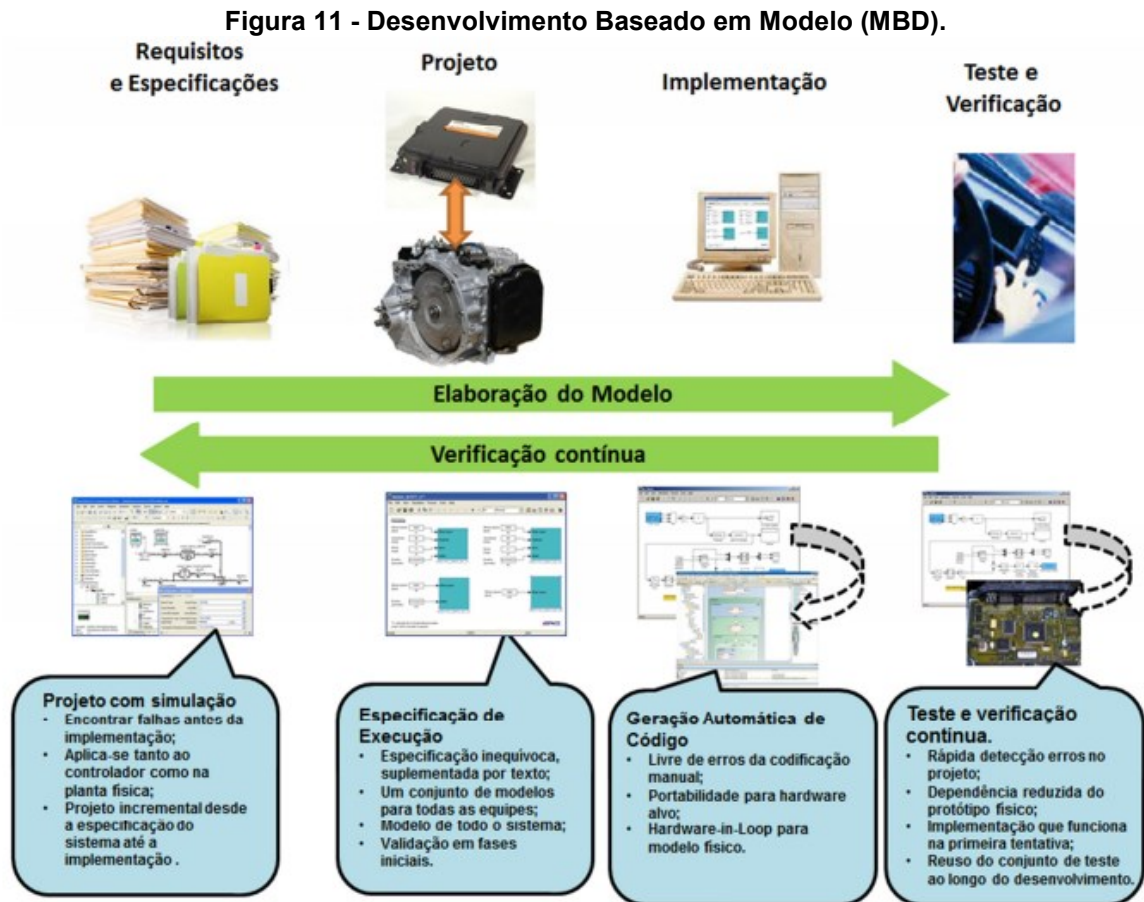 Figura 11 - Desenvolvimento Baseado em Modelo (MBD).
Requisitos
e Especificações
Projeto
Implementação
Teste e
Verificação
Elaboração do Modelo
Verificação contínua
Projeto com simulação
• Encontrar falhas antes da
implementação;
• Aplica-se tanto ao
controlador como na
planta física;
• Projeto incremental desde
a especificação do
sistema até a
implementação .
Especificação de
Execução
• Especificação inequívoca,
suplementada por texto;
• Um conjunto de modelos
para todas as equipes;
• Modelo de todo o sistema;
• Validação em fases
iniciais.
Geração Automática de
Código
• Livre de erros da codificação
manual;
• Portabilidade para hardware
alvo;
• Hardware-in-Loop para
modelo físico.
Teste e verificação
contínua.
• Rápida detecção erros no
projeto;
• Dependência reduzida do
protótipo físico;
• Implementação que funciona
na primeira tentativa;
• Reuso do conjunto de teste
ao longo do desenvolvimento.